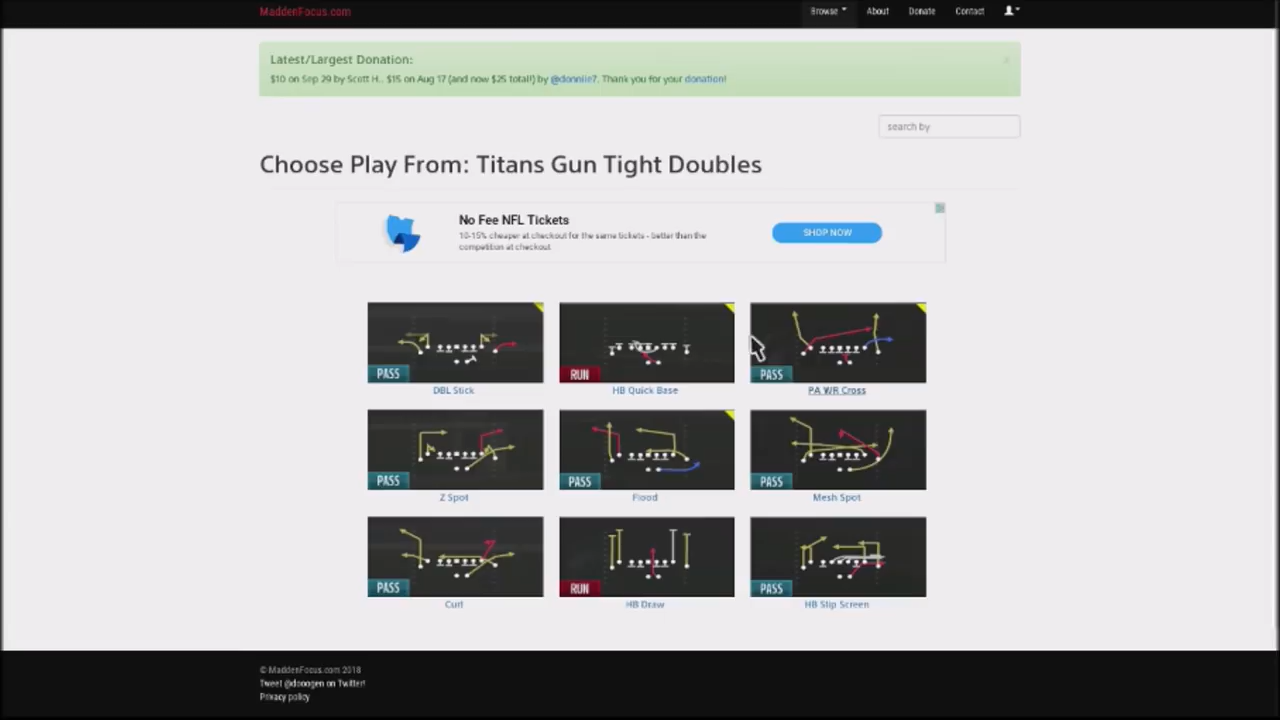 MaddenFocus.com
Browse About Donate Contact
Latest/Largest Donation:
$10 on Sep 29 by Scott H.. $15 on Aug 17 (and now $25 total!) by @donniie7. Thank you for your donation!
search by
Choose Play From: Titans Gun Tight Doubles
No Fee NFL Tickets
10-15% cheaper at checkout for the same tickets - better than the
competition at checkout
SHOP NOW
PASS RUN PASS
DBL Stick HB Quick Base PA WR Cross
PASS PASS PASS
Z Spot Flood Mesh Spot
PASS RUN PASS
Curl HB Draw HB Slip Screen
© MaddenFocus.com 2018
Tweet @dooogen on Twitter!
Privacy policy